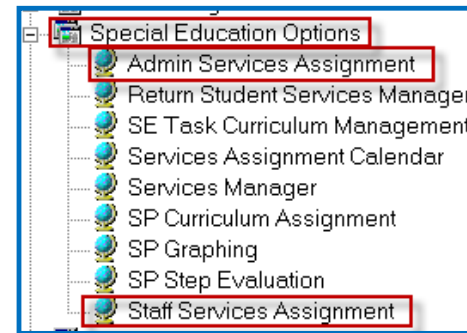 Special Education Options
Admin Services Assignment
Return Student Services Manager
SE Task Curriculum Management
Services Assignment Calendar
Services Manager
SP Curriculum Assignment
SP Graphing
SP Step Evaluation
Staff Services Assignment